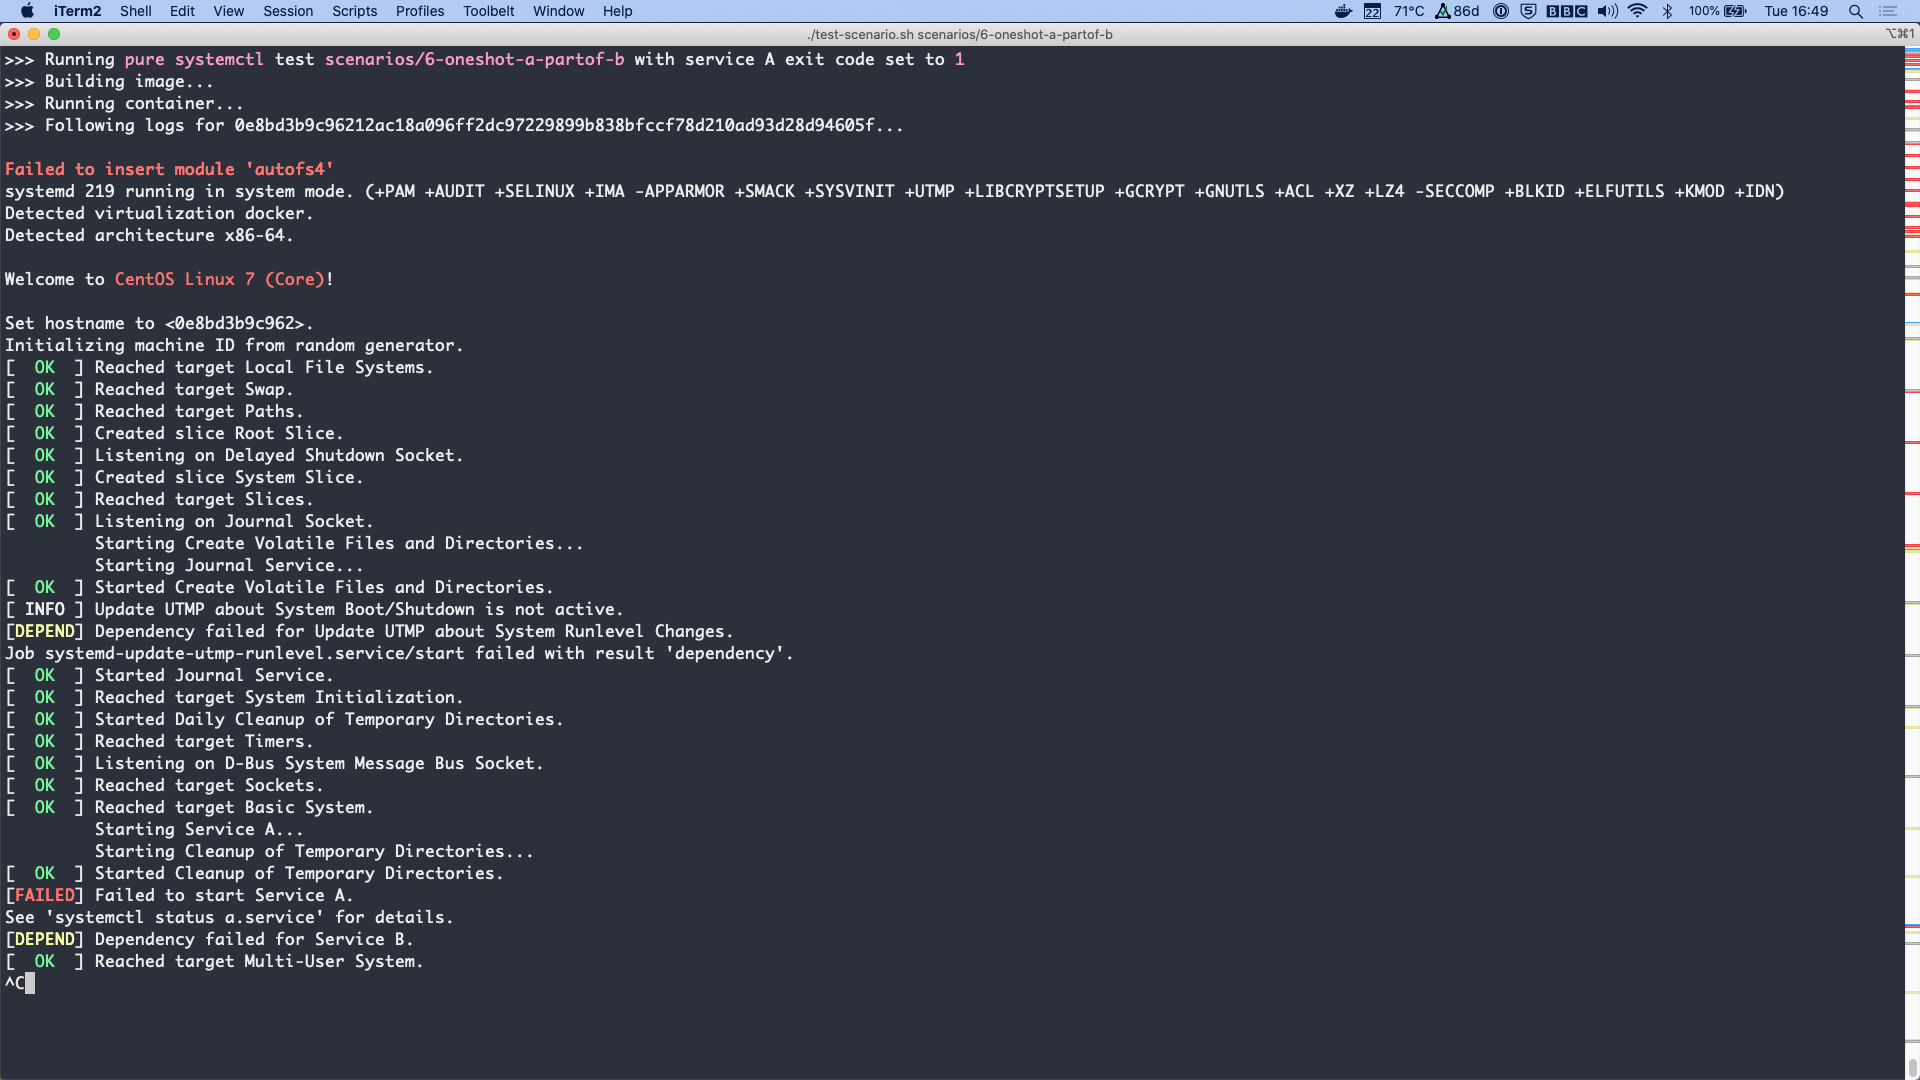 iTerm2 Shell Edit View Session Scripts Profiles Toolbelt Window Help 22 71°C 86d BBC 100% Tue 16:49
./test-scenario.sh scenarios/6-oneshot-a-partof-b ⌥⌘1
>>> Running pure systemctl test scenarios/6-oneshot-a-partof-b with service A exit code set to 1
>>> Building image...
>>> Running container...
>>> Following logs for 0e8bd3b9c96212ac18a096ff2dc97229899b838bfccf78d210ad93d28d94605f...
Failed to insert module 'autofs4'
systemd 219 running in system mode. (+PAM +AUDIT +SELINUX +IMA -APPARMOR +SMACK +SYSVINIT +UTMP +LIBCRYPTSETUP +GCRYPT +GNUTLS +ACL +XZ +LZ4 -SECCOMP +BLKID +ELFUTILS +KMOD +IDN)
Detected virtualization docker.
Detected architecture x86-64.
Welcome to CentOS Linux 7 (Core)!
Set hostname to <0e8bd3b9c962>.
Initializing machine ID from random generator.
[  OK  ] Reached target Local File Systems.
[  OK  ] Reached target Swap.
[  OK  ] Reached target Paths.
[  OK  ] Created slice Root Slice.
[  OK  ] Listening on Delayed Shutdown Socket.
[  OK  ] Created slice System Slice.
[  OK  ] Reached target Slices.
[  OK  ] Listening on Journal Socket.
Starting Create Volatile Files and Directories...
Starting Journal Service...
[  OK  ] Started Create Volatile Files and Directories.
[ INFO ] Update UTMP about System Boot/Shutdown is not active.
[DEPEND] Dependency failed for Update UTMP about System Runlevel Changes.
Job systemd-update-utmp-runlevel.service/start failed with result 'dependency'.
[  OK  ] Started Journal Service.
[  OK  ] Reached target System Initialization.
[  OK  ] Started Daily Cleanup of Temporary Directories.
[  OK  ] Reached target Timers.
[  OK  ] Listening on D-Bus System Message Bus Socket.
[  OK  ] Reached target Sockets.
[  OK  ] Reached target Basic System.
Starting Service A...
Starting Cleanup of Temporary Directories...
[  OK  ] Started Cleanup of Temporary Directories.
[FAILED] Failed to start Service A.
See 'systemctl status a.service' for details.
[DEPEND] Dependency failed for Service B.
[  OK  ] Reached target Multi-User System.
^C